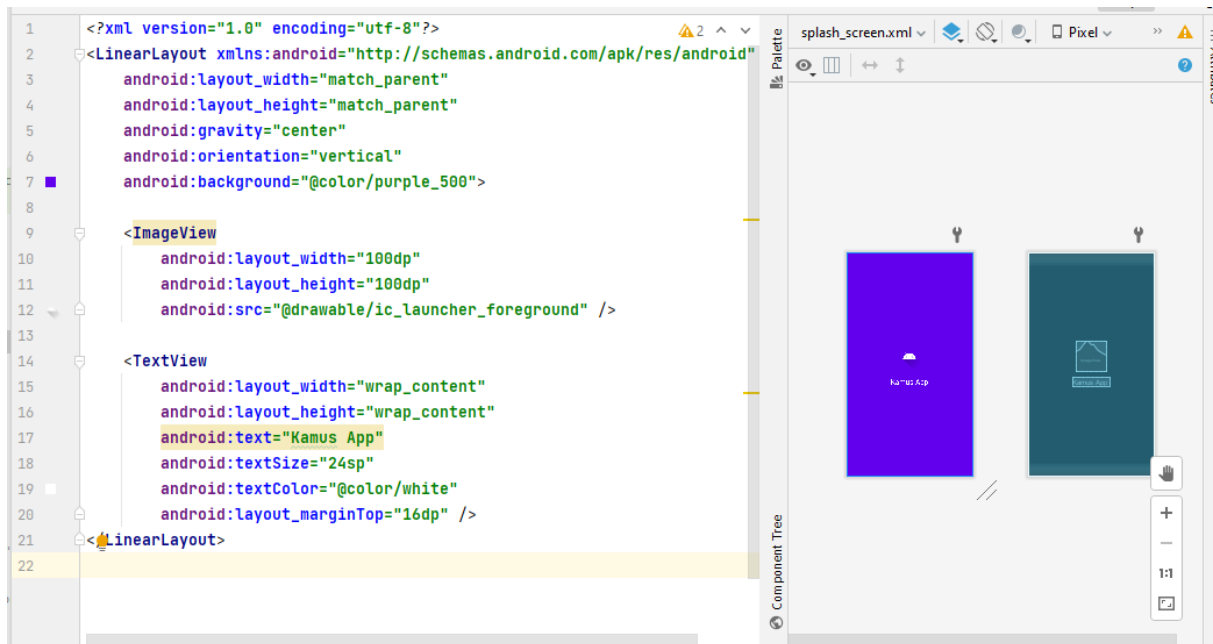 1 <?xml version="1.0" encoding="utf-8"?>
2 <LinearLayout xmlns:android="http://schemas.android.com/apk/res/android"
3 android:layout_width="match_parent"
4 android:layout_height="match_parent"
5 android:gravity="center"
6 android:orientation="vertical"
7 android:background="@color/purple_500">
8
9 <ImageView
10 android:layout_width="100dp"
11 android:layout_height="100dp"
12 android:src="@drawable/ic_launcher_foreground" />
13
14 <TextView
15 android:layout_width="wrap_content"
16 android:layout_height="wrap_content"
17 android:text="Kamus App"
18 android:textSize="24sp"
19 android:textColor="@color/white"
20 android:layout_marginTop="16dp" />
21 </LinearLayout>
22
2
Palette
Component Tree
splash_screen.xml
Pixel
Kamus App
Kamus App
1:1